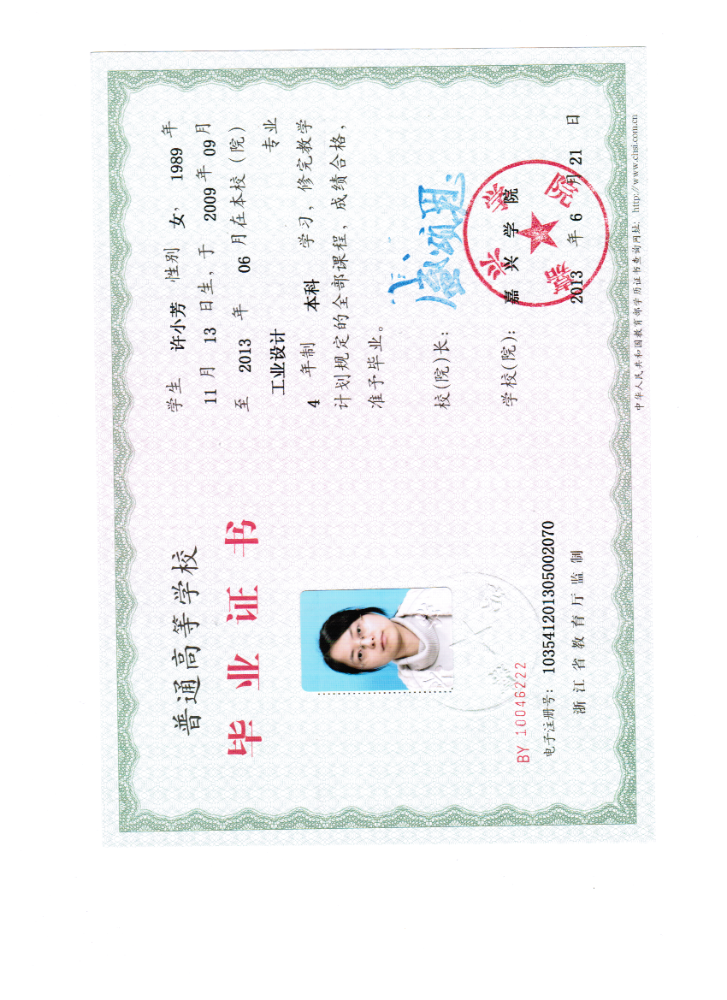 普通高等学校
毕业证书
BY 10046222
电子注册号：103541201305002070
浙江省教育厅监制
学生 许小芳 性别 女，1989 年
11 月 13 日生，于 2009 年 09 月
至 2013 年 06 月在本校（院）
工业设计 专业
4 年制 本科 学习，修完教学
计划规定的全部课程，成绩合格，
准予毕业。
校(院)长：
学校(院)：嘉兴学院
嘉兴学院
2013 年 6 月 21 日
中华人民共和国教育部学历证书查询网址：http://www.chsi.com.cn